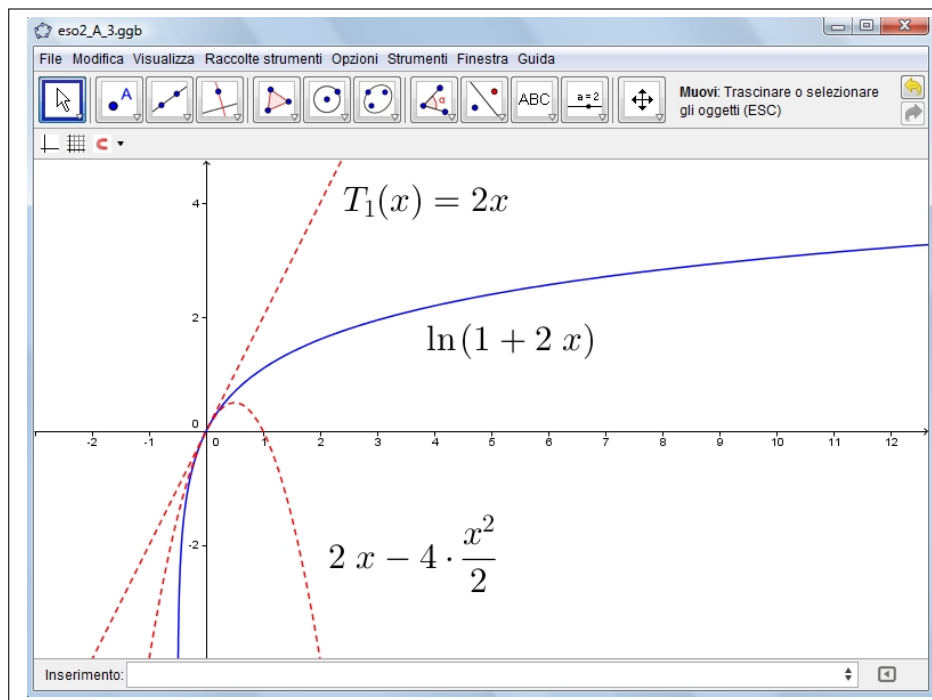 eso2_A_3.ggb
File Modifica Visualizza Raccolte strumenti Opzioni Strumenti Finestra Guida
A α ABC a=2 Muovi: Trascinare o selezionare
gli oggetti (ESC)
4
T₁(x) = 2x
2
ln(1 + 2 x)
0
-2 -1 0 1 2 3 4 5 6 7 8 9 10 11 12
-2
2 x − 4 · x²/2
Inserimento: